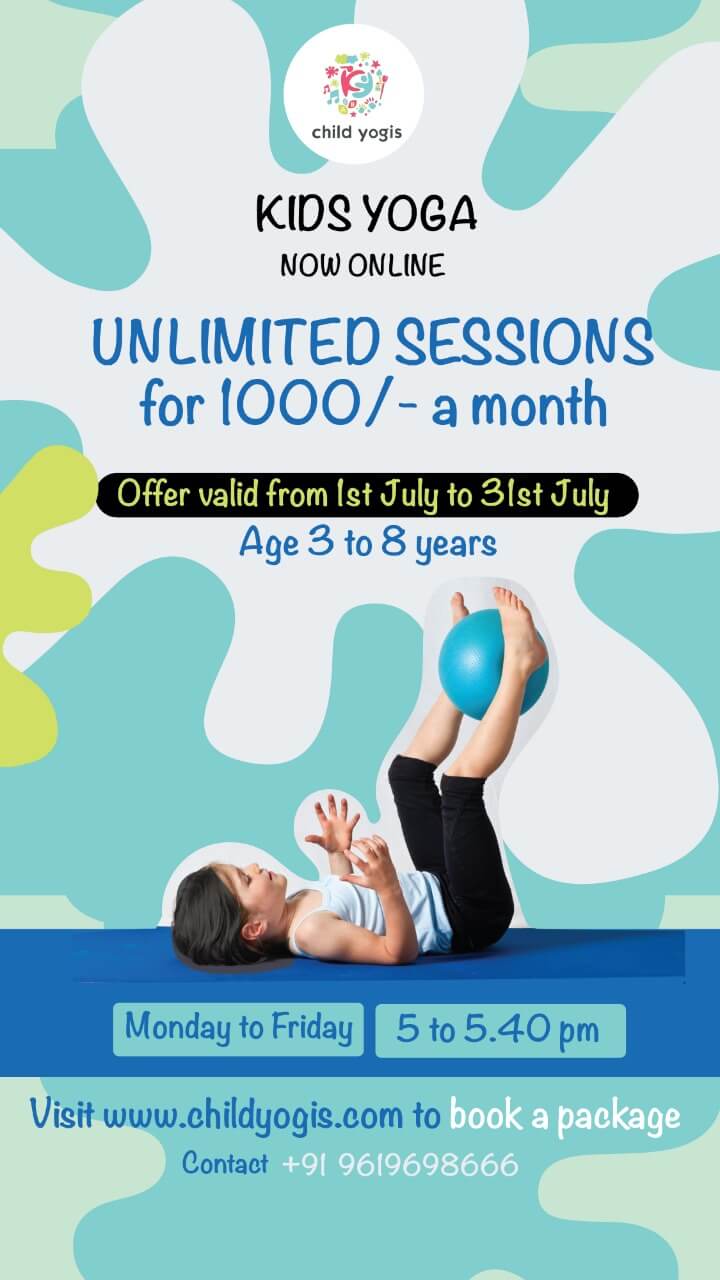 child yogis
KIDS YOGA
NOW ONLINE
UNLIMITED SESSIONS
for 1000/- a month
Offer valid from 1st July to 31st July
Age 3 to 8 years
Monday to Friday
5 to 5.40 pm
Visit www.childyogis.com to book a package
Contact +91 9619698666